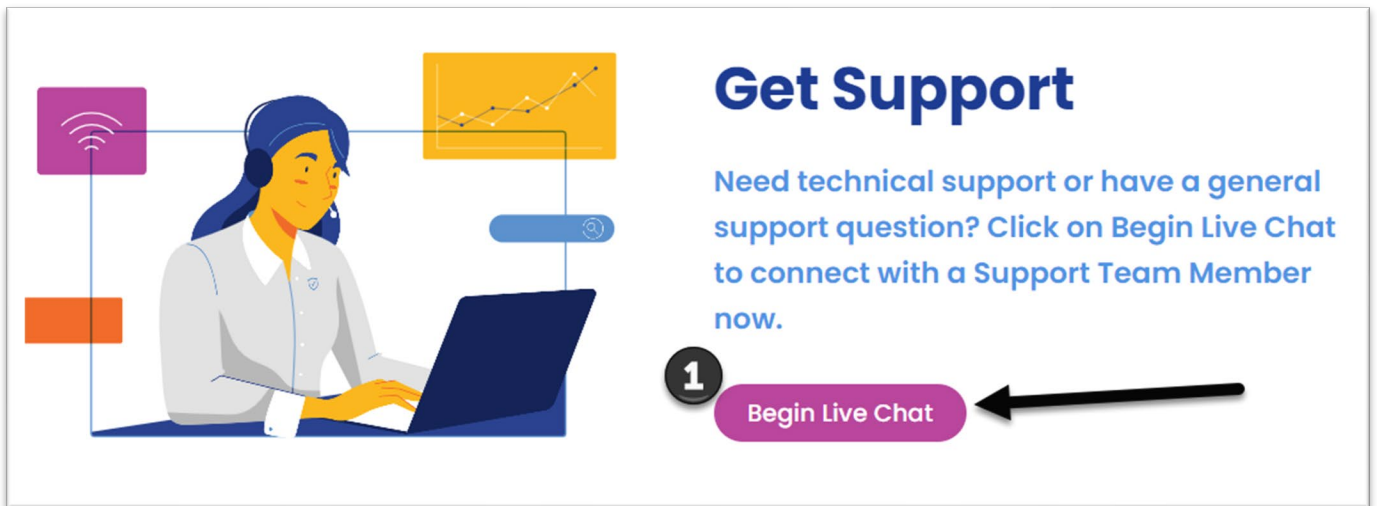 Get Support
Need technical support or have a general
support question? Click on Begin Live Chat
to connect with a Support Team Member
now.
1
Begin Live Chat